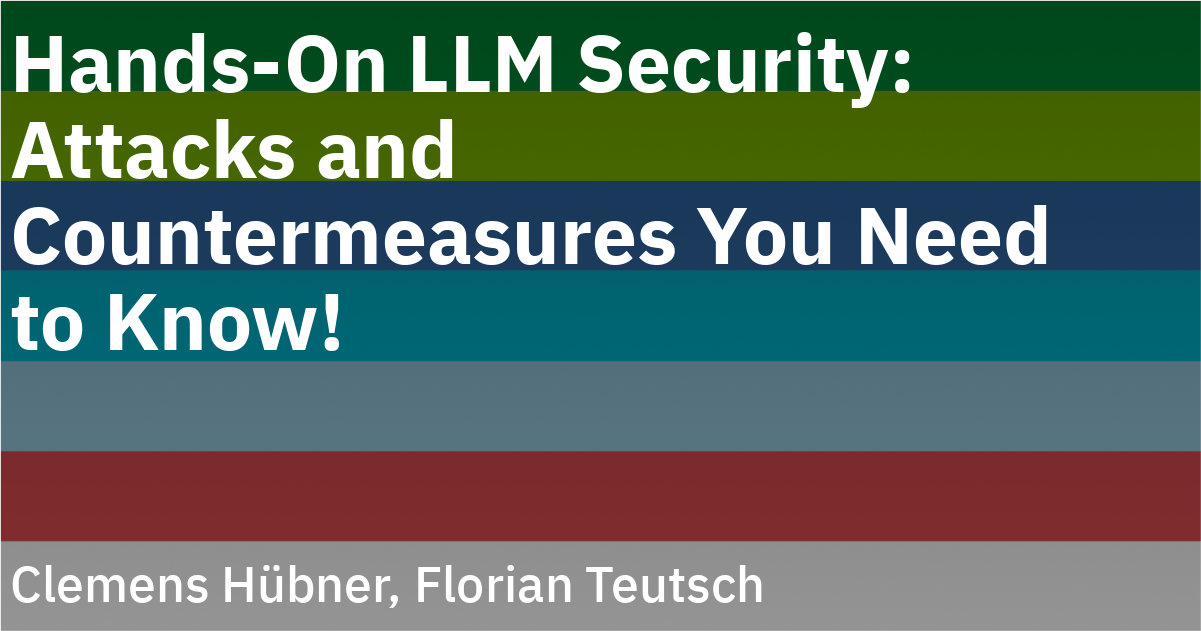 Hands-On LLM Security:
Attacks and
Countermeasures You Need
to Know!
Clemens Hübner, Florian Teutsch